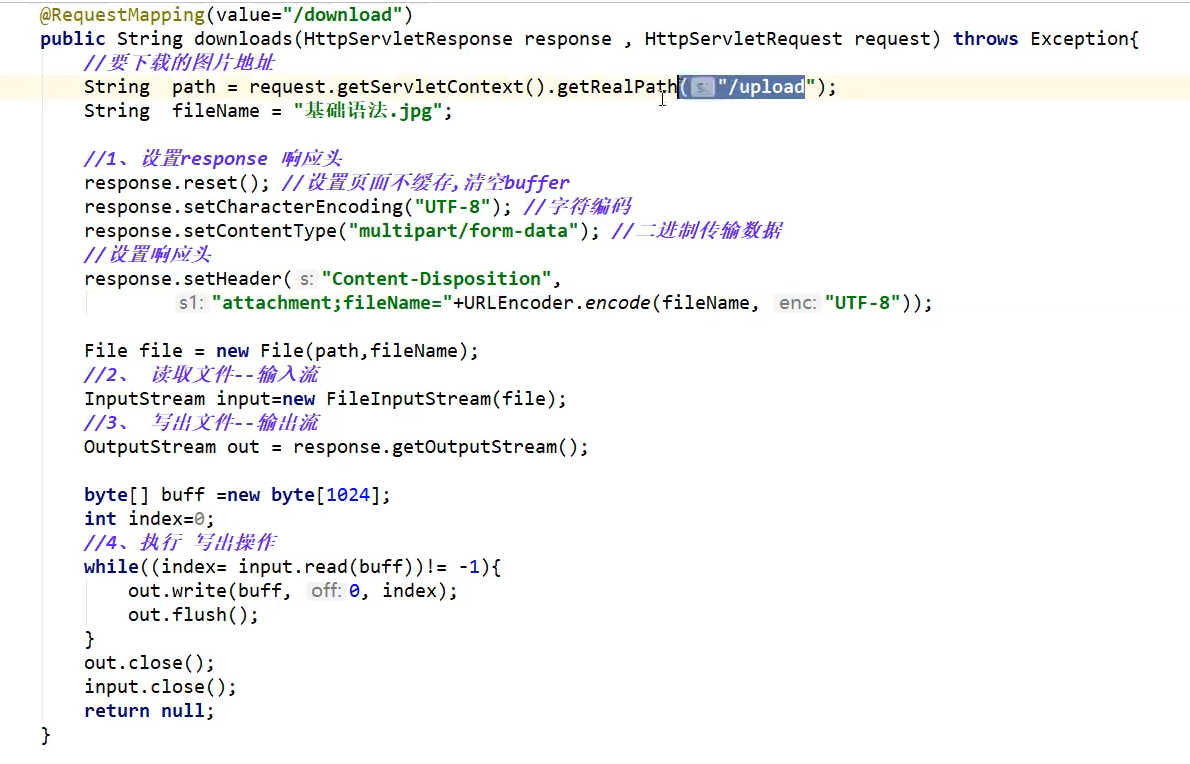 @RequestMapping(value="/download")
public String downloads(HttpServletResponse response , HttpServletRequest request) throws Exception{
//要下载的图片地址
String  path = request.getServletContext().getRealPath( s: "/upload");
String  fileName = "基础语法.jpg";
//1、设置response 响应头
response.reset(); //设置页面不缓存,清空buffer
response.setCharacterEncoding("UTF-8"); //字符编码
response.setContentType("multipart/form-data"); //二进制传输数据
//设置响应头
response.setHeader( s: "Content-Disposition",
s1: "attachment;fileName="+URLEncoder.encode(fileName, enc: "UTF-8"));
File file = new File(path,fileName);
//2、 读取文件--输入流
InputStream input=new FileInputStream(file);
//3、 写出文件--输出流
OutputStream out = response.getOutputStream();
byte[] buff =new byte[1024];
int index=0;
//4、执行 写出操作
while((index= input.read(buff))!= -1){
out.write(buff, off: 0, index);
out.flush();
}
out.close();
input.close();
return null;
}